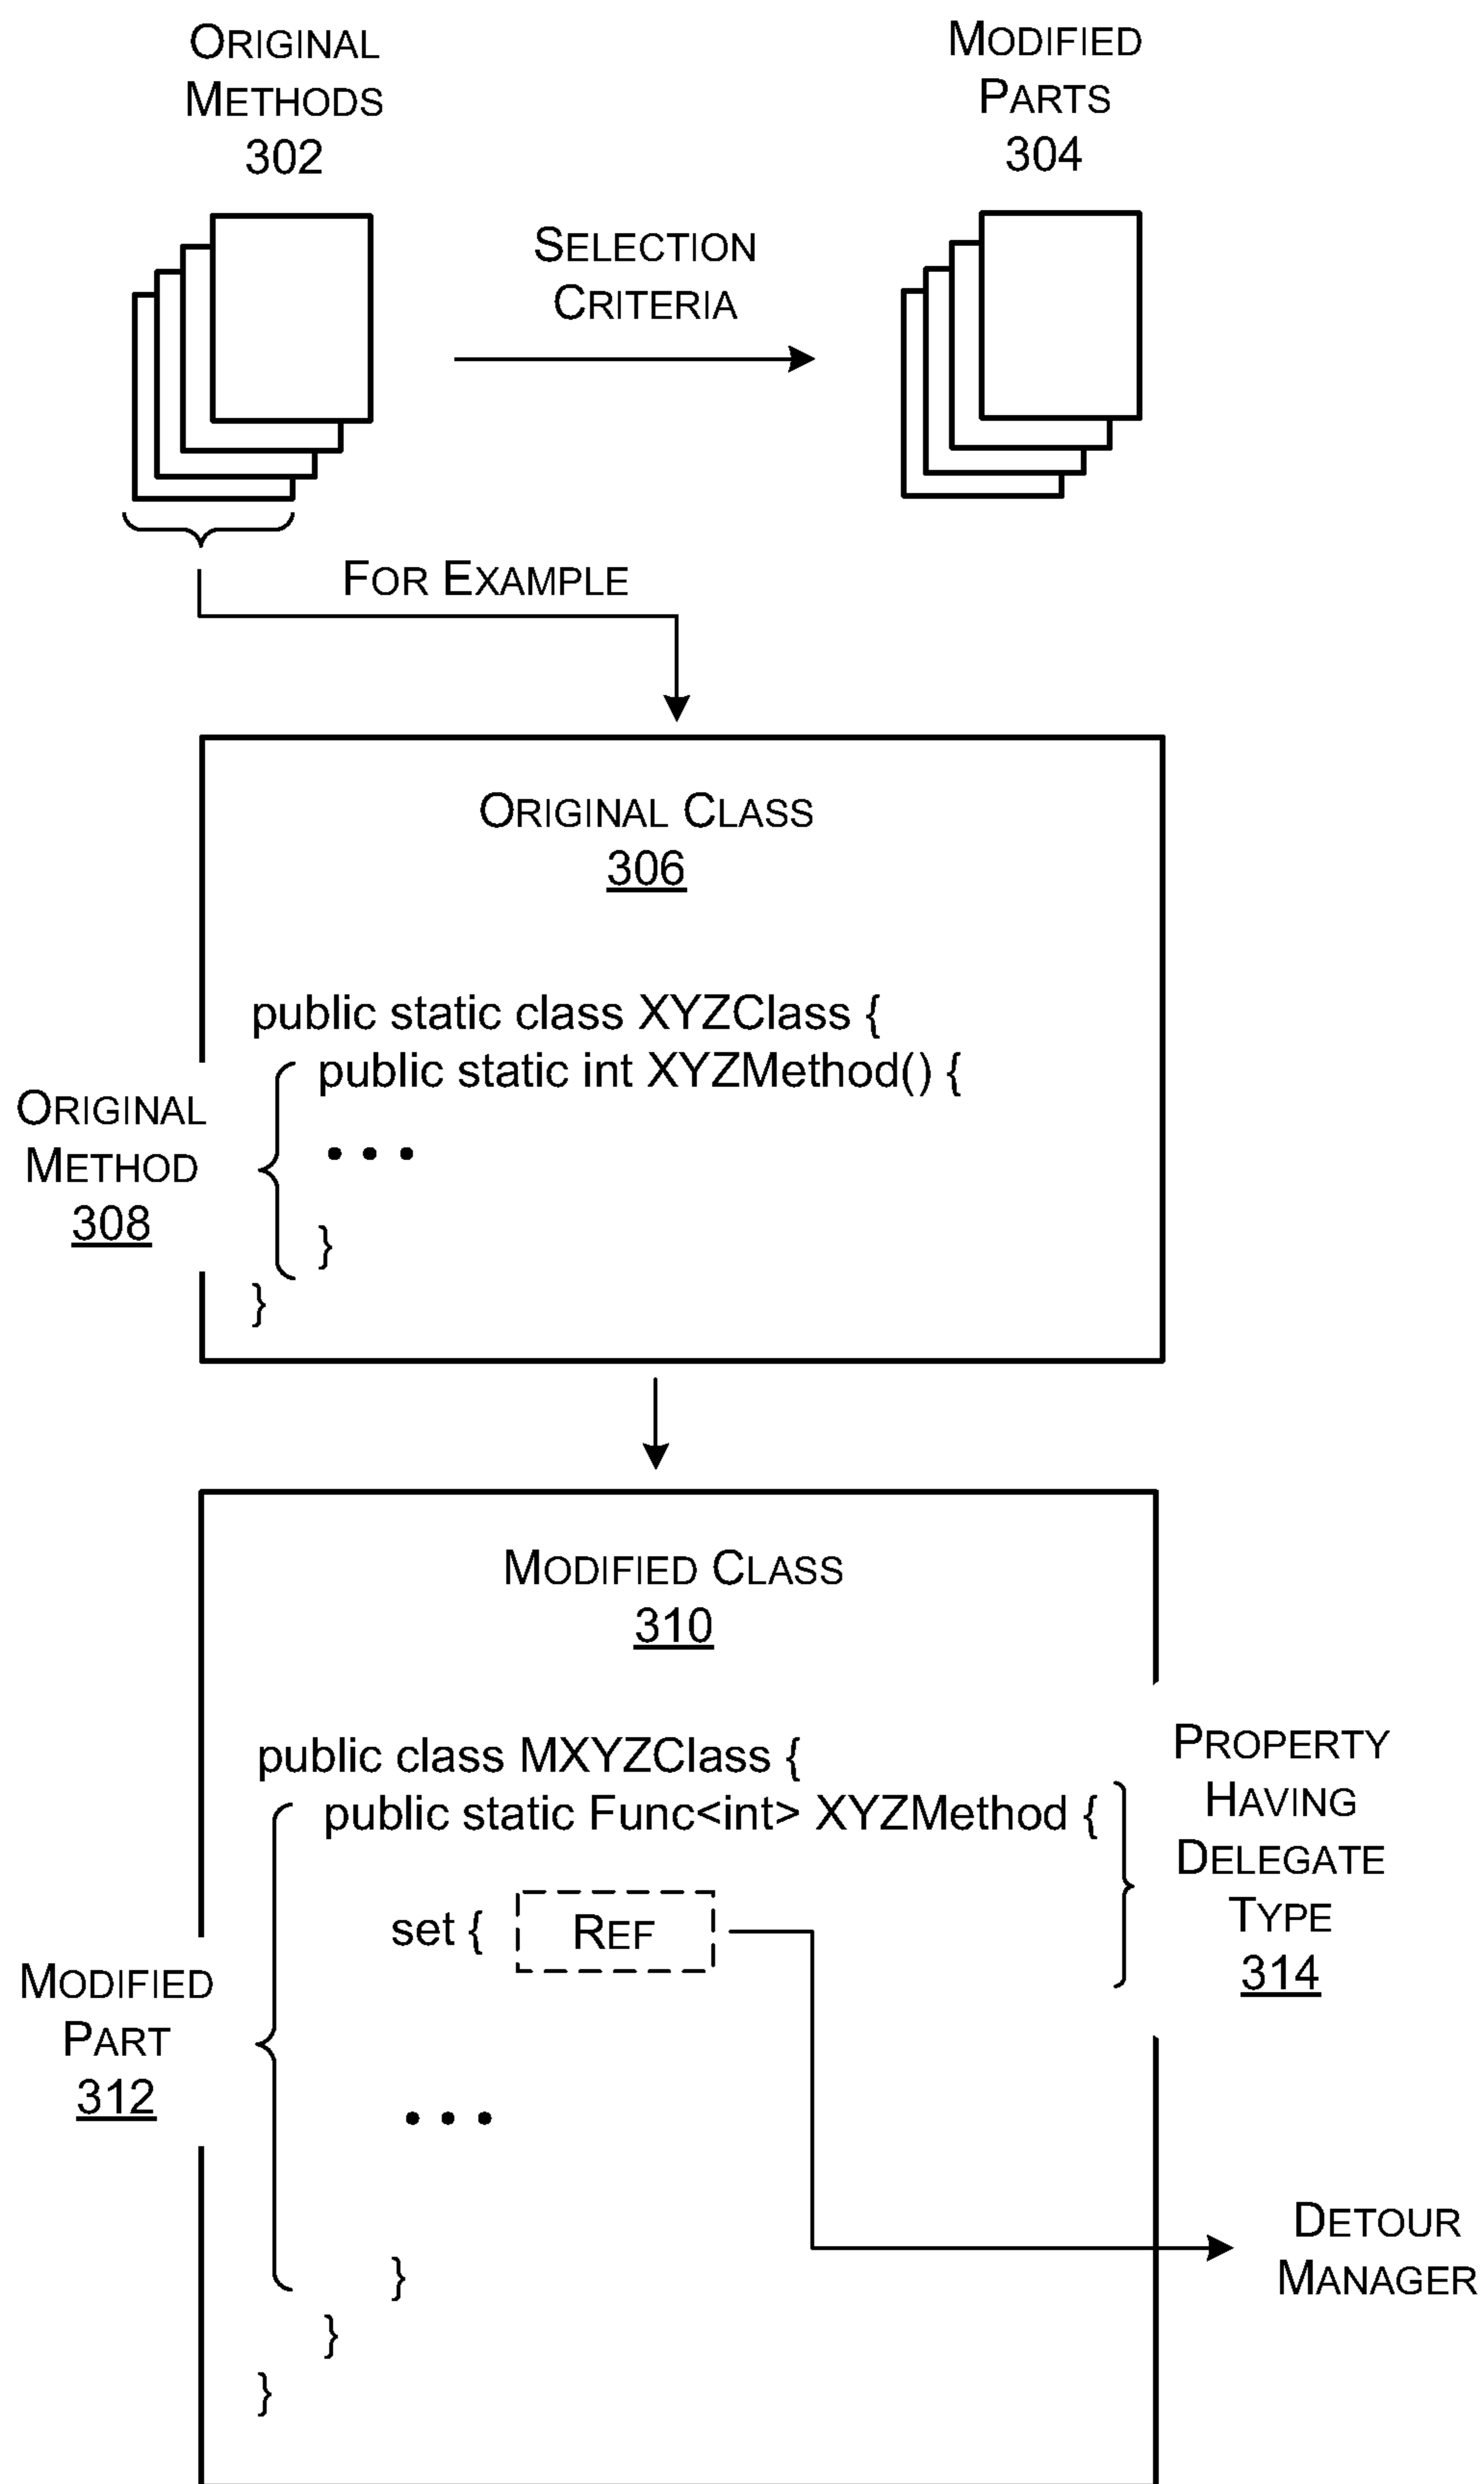 ORIGINAL
METHODS
302
MODIFIED
PARTS
304
SELECTION
CRITERIA
FOR EXAMPLE
ORIGINAL CLASS
306
public static class XYZClass {
public static int XYZMethod() {
• • •
}
}
ORIGINAL
METHOD
308
MODIFIED CLASS
310
public class MXYZClass {
public static Func<int> XYZMethod {
set { REF
• • •
}
}
}
PROPERTY
HAVING
DELEGATE
TYPE
314
MODIFIED
PART
312
DETOUR
MANAGER